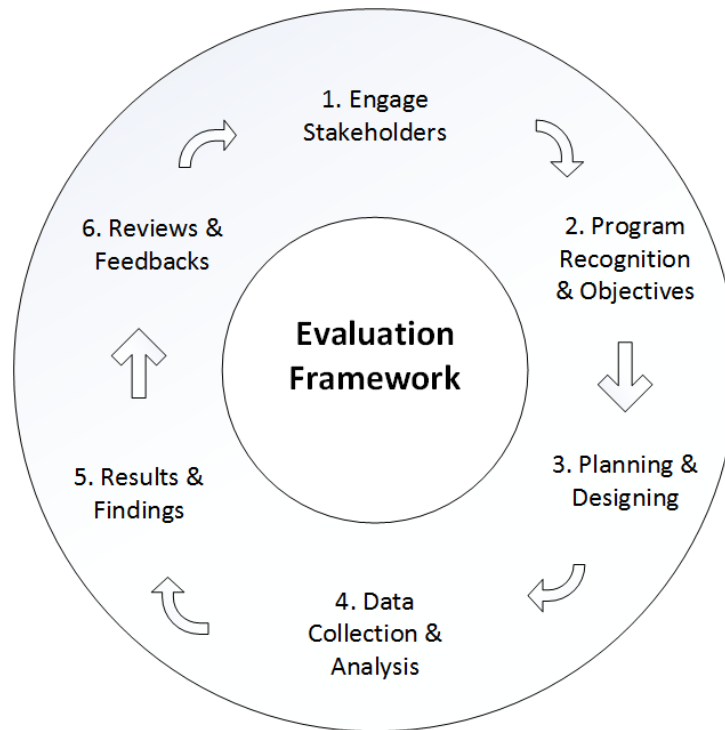 1. Engage
Stakeholders
2. Program
Recognition
& Objectives
3. Planning &
Designing
4. Data
Collection &
Analysis
5. Results &
Findings
6. Reviews &
Feedbacks
Evaluation
Framework